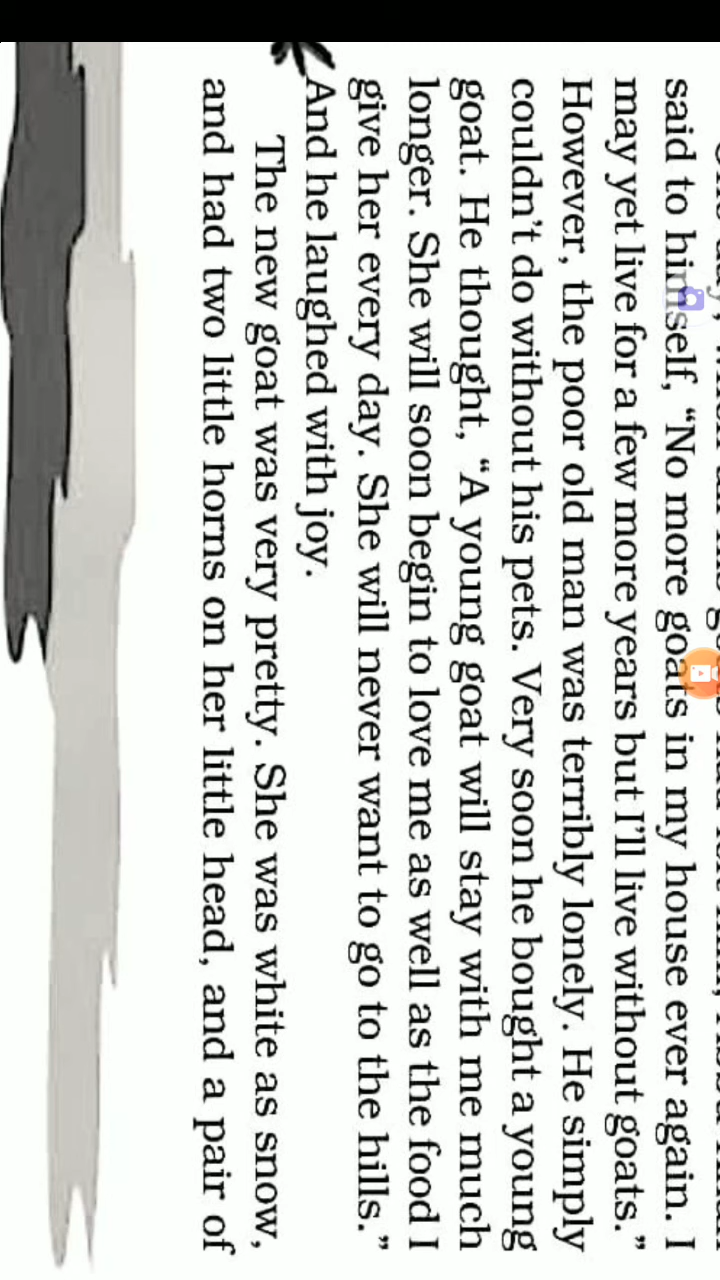 said to himself, “No more goats in my house ever again. I
may yet live for a few more years but I’ll live without goats.”
However, the poor old man was terribly lonely. He simply
couldn’t do without his pets. Very soon he bought a young
goat. He thought, “A young goat will stay with me much
longer. She will soon begin to love me as well as the food I
give her every day. She will never want to go to the hills.”
And he laughed with joy.
The new goat was very pretty. She was white as snow,
and had two little horns on her little head, and a pair of